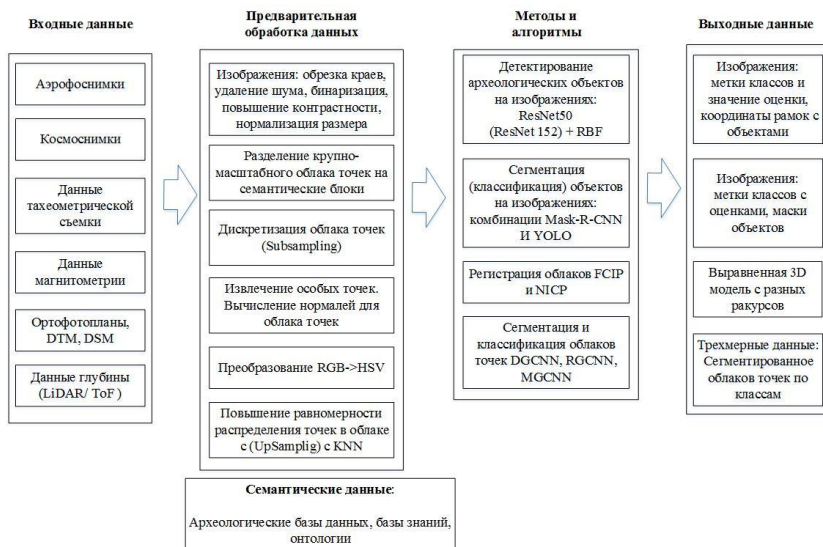 Входные данные
Аэрофоснимки
Космоснимки
Данные
тахеометрической
съемки
Данные
магнитометрии
Ортофотопланы,
DTM, DSM
Данные глубины
(LiDAR/ ToF )
Предварительная
обработка данных
Изображения: обрезка краев,
удаление шума, бинаризация,
повышение контрастности,
нормализация размера
Разделение крупно-
масштабного облака точек на
семантические блоки
Дискретизация облака точек
(Subsampling)
Извлечение особых точек.
Вычисление нормалей для
облака точек
Преобразование RGB->HSV
Повышение равномерности
распределения точек в облаке
с (UpSamplig) с KNN
Семантические данные:
Археологические базы данных, базы знаний,
онтологии
Методы и
алгоритмы
Детектирование
археологических объектов
на изображениях:
ResNet50
(ResNet 152) + RBF
Сегментация
(классификация) объектов
на изображениях:
комбинации Mask-R-CNN
И YOLO
Регистрация облаков FCIP
и NICP
Сегментация и
классификация облаков
точек DGCNN, RGCNN,
MGCNN
Выходные данные
Изображения:
метки классов и
значение оценки,
координаты рамок с
объектами
Изображения:
метки классов с
оценками, маски
объектов
Выравненная 3D
модель с разных
ракурсов
Трехмерные данные:
Сегментированное
облаков точек по
классам